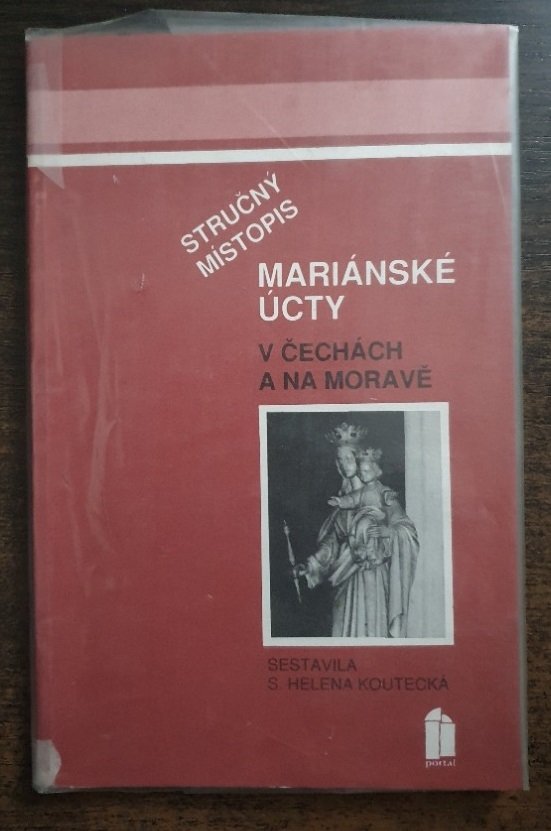 STRUČNÝ
MÍSTOPIS
MARIÁNSKÉ
ÚCTY
V ČECHÁCH
A NA MORAVĚ
SESTAVILA
S. HELENA KOUTECKÁ
portal